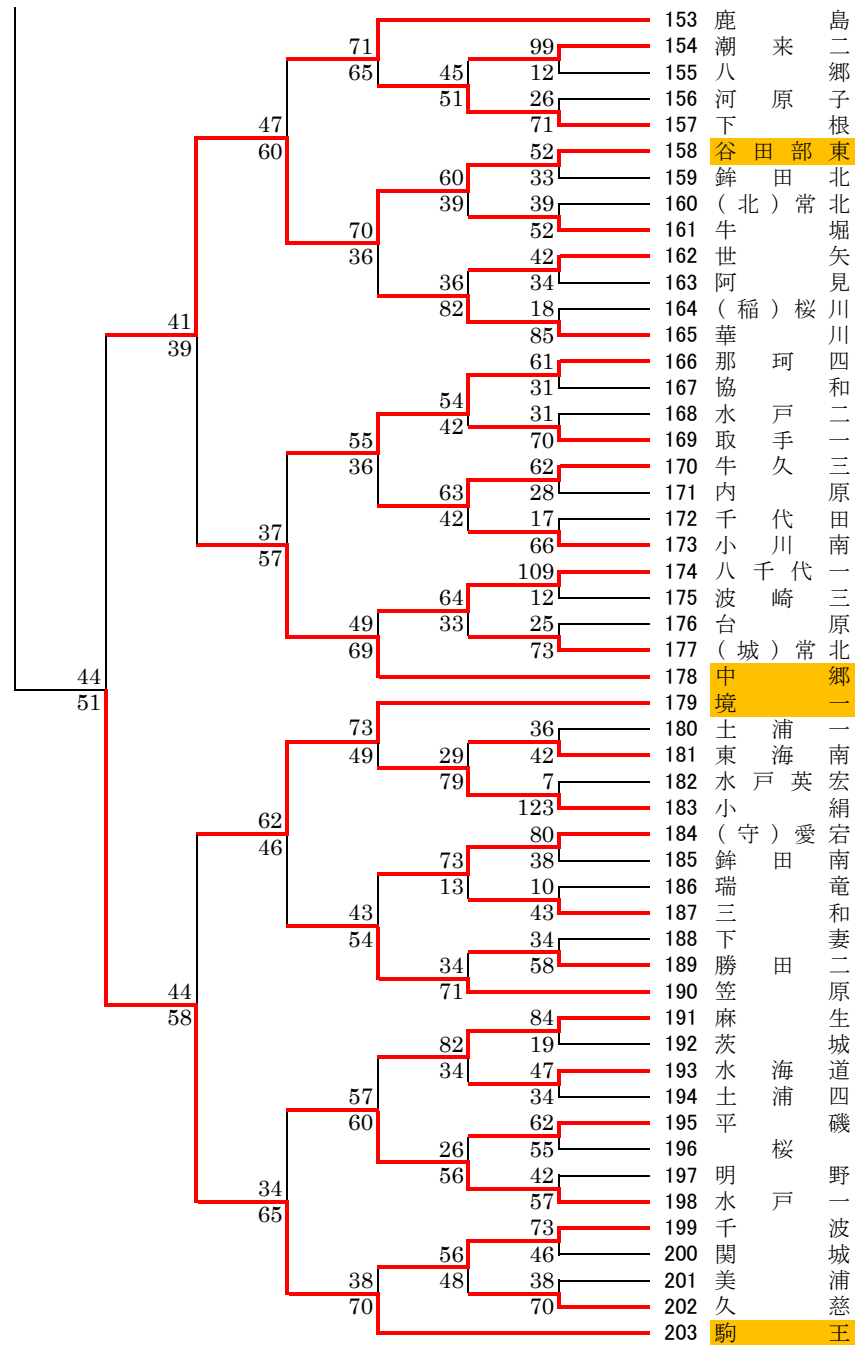 153 鹿島
71 99 154 潮来二
65 45 12 155 八郷
51 26 156 河原子
47 71 157 下根
60 52 158 谷田部東
60 33 159 鉾田北
39 39 160 (北)常北
70 52 161 牛堀
36 42 162 世矢
36 34 163 阿見
82 18 164 (稲)桜川
41 85 165 華川
39 61 166 那珂四
31 167 協和
54 31 168 水戸二
42 70 169 取手一
55
36 62 170 牛久三
63 28 171 内原
42 17 172 千代田
37 66 173 小川南
57 109 174 八千代一
64 12 175 波崎三
49 33 25 176 台原
69 73 177 (城)常北
44 178 中郷
51 179 境一
73 36 180 土浦一
49 29 42 181 東海南
79 7 182 水戸英宏
123 183 小絹
62 80 184 (守)愛宕
46 73 38 185 鉾田南
13 10 186 瑞竜
43 43 187 三和
54 34 188 下妻
34 58 189 勝田二
44 71 190 笠原
58 84 191 麻生
82 19 192 茨城
34 47 193 水海道
57 34 194 土浦四
60 62 195 平磯
26 55 196 桜
56 42 197 明野
34 57 198 水戸一
65 73 199 千波
56 46 200 関城
38 48 38 201 美浦
70 70 202 久慈
203 駒王